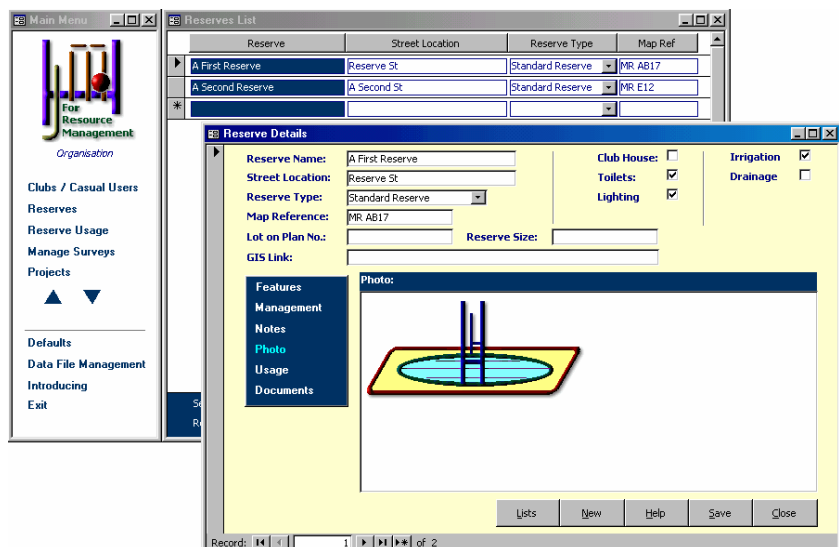 Main Menu
For
Resource
Management
Organisation
Clubs / Casual Users
Reserves
Reserve Usage
Manage Surveys
Projects
Defaults
Data File Management
Introducing
Exit
Reserves List
Reserve Street Location Reserve Type Map Ref
A First Reserve Reserve St Standard Reserve MR AB17
A Second Reserve A Second St Standard Reserve MR E12
Reserve Details
Reserve Name: A First Reserve Club House: Irrigation
Street Location: Reserve St Toilets: Drainage
Reserve Type: Standard Reserve Lighting
Map Reference: MR AB17
Lot on Plan No.: Reserve Size:
GIS Link:
Features
Management
Notes
Photo
Usage
Documents
Photo:
Lists New Help Save Close
Record: 1 of 2